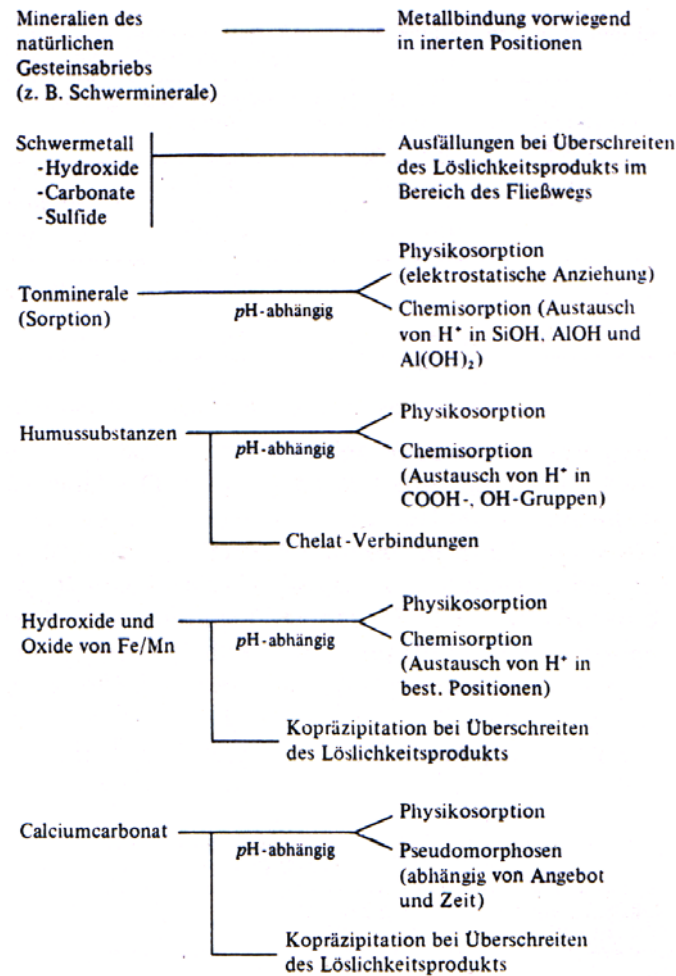 Mineralien des
natürlichen
Gesteinsabriebs
(z. B. Schwerminerale)
Metallbindung vorwiegend
in inerten Positionen
Schwermetall
-Hydroxide
-Carbonate
-Sulfide
Ausfällungen bei Überschreiten
des Löslichkeitsprodukts im
Bereich des Fließwegs
Tonminerale
(Sorption)
pH-abhängig
Physikosorption
(elektrostatische Anziehung)
Chemisorption (Austausch
von H⁺ in SiOH, AlOH und
Al(OH)₂)
Humussubstanzen
pH-abhängig
Physikosorption
Chemisorption
(Austausch von H⁺ in
COOH-, OH-Gruppen)
Chelat-Verbindungen
Hydroxide und
Oxide von Fe/Mn
pH-abhängig
Physikosorption
Chemisorption
(Austausch von H⁺ in
best. Positionen)
Kopräzipitation bei Überschreiten
des Löslichkeitsprodukts
Calciumcarbonat
pH-abhängig
Physikosorption
Pseudomorphosen
(abhängig von Angebot
und Zeit)
Kopräzipitation bei Überschreiten
des Löslichkeitsprodukts